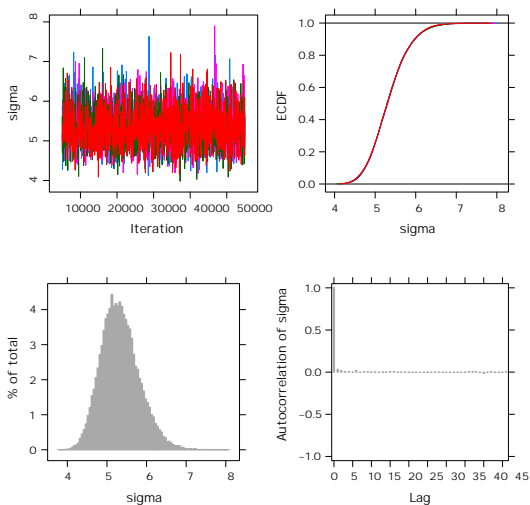 8
7
6
5
4
sigma
10000 20000 30000 40000 50000
Iteration
1.0
0.8
0.6
0.4
0.2
0.0
ECDF
4 5 6 7 8
sigma
4
3
2
1
0
% of total
4 5 6 7 8
sigma
1.0
0.5
0.0
−0.5
−1.0
Autocorrelation of sigma
0 5 10 15 20 25 30 35 40 45
Lag